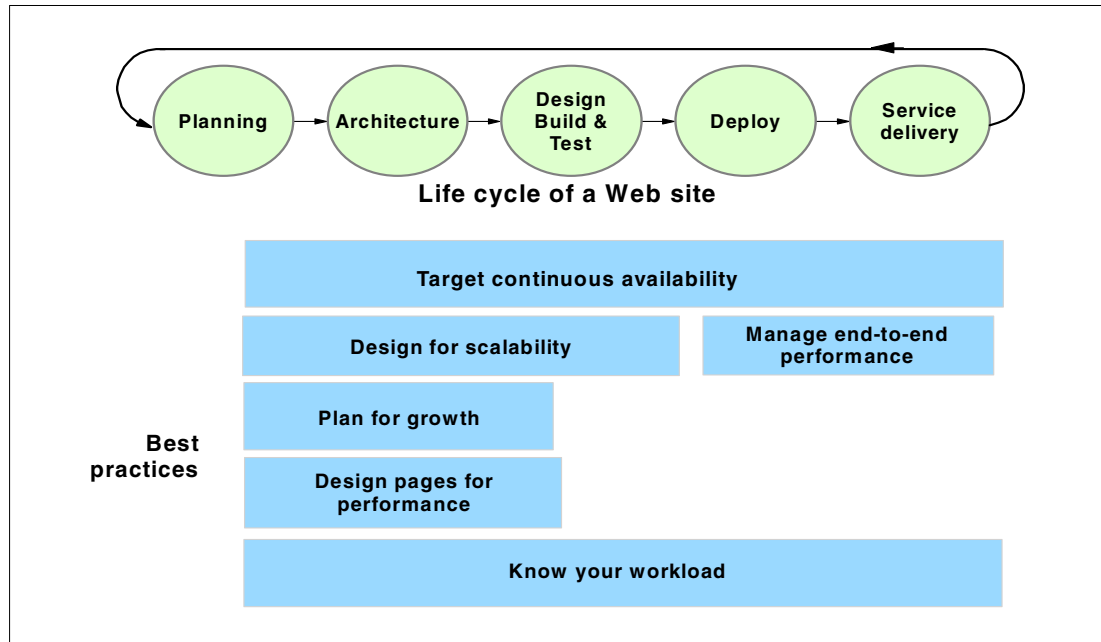 Planning
Architecture
Design
Build &
Test
Deploy
Service
delivery
Life cycle of a Web site
Target continuous availability
Design for scalability
Manage end-to-end
performance
Plan for growth
Best
practices
Design pages for
performance
Know your workload